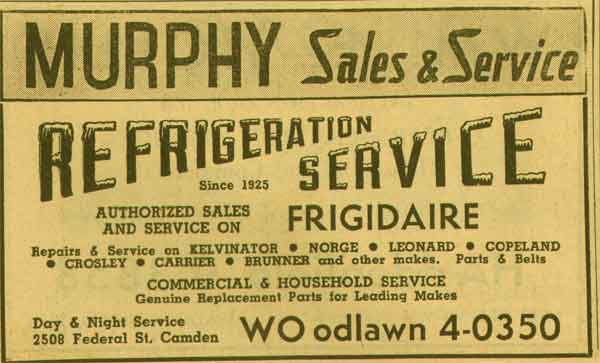 MURPHY Sales & Service
REFRIGERATION
SERVICE
Since 1925
AUTHORIZED SALES
AND SERVICE ON FRIGIDAIRE
Repairs & Service on KELVINATOR ● NORGE ● LEONARD ● COPELAND
● CROSLEY ● CARRIER ● BRUNNER and other makes. Parts & Belts
COMMERCIAL & HOUSEHOLD SERVICE
Genuine Replacement Parts for Leading Makes
Day & Night Service
2508 Federal St, Camden
WO odlawn 4-0350